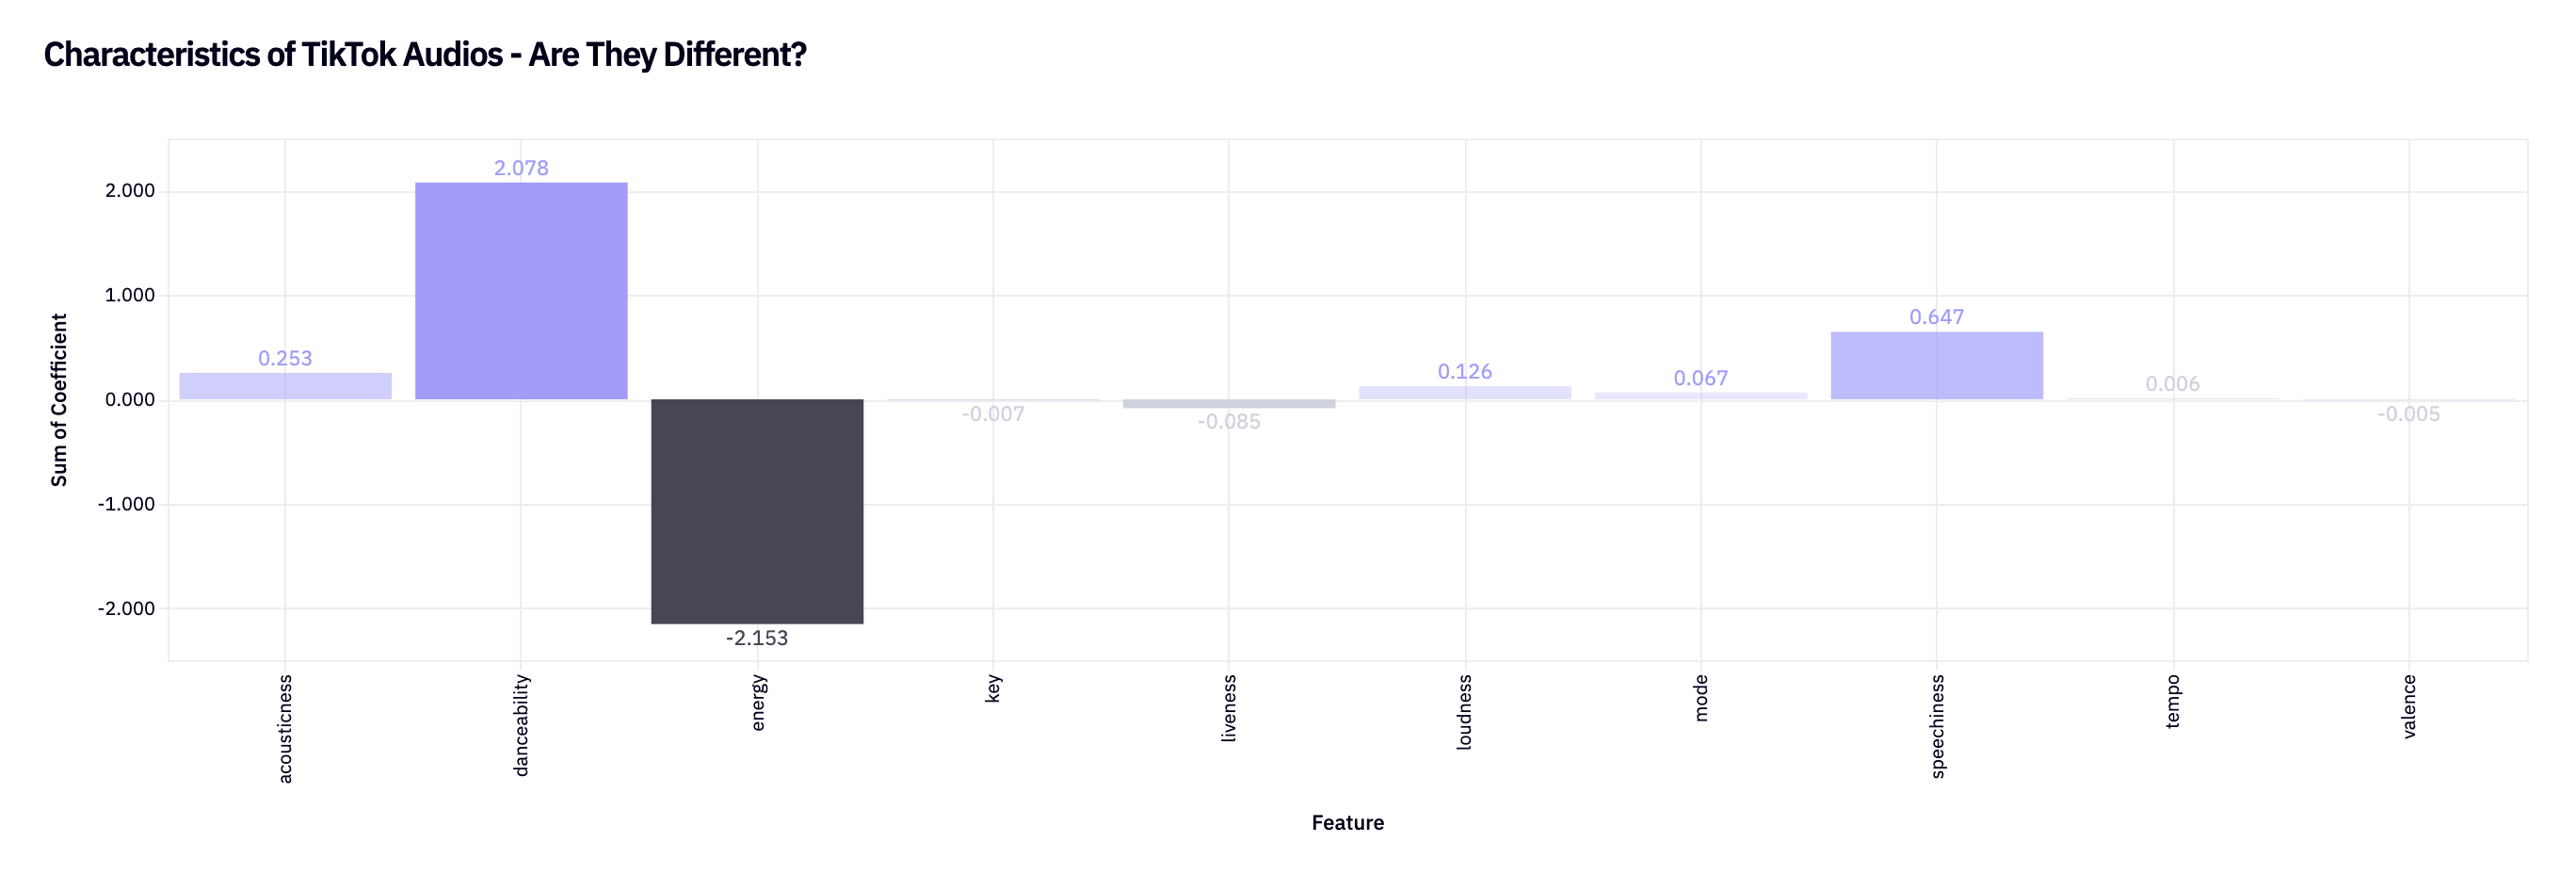 Characteristics of TikTok Audios - Are They Different?
Sum of Coefficient
2.000
1.000
0.000
-1.000
-2.000
0.253
2.078
-2.153
-0.007
-0.085
0.126
0.067
0.647
0.006
-0.005
acousticness
danceability
energy
key
liveness
loudness
mode
speechiness
tempo
valence
Feature